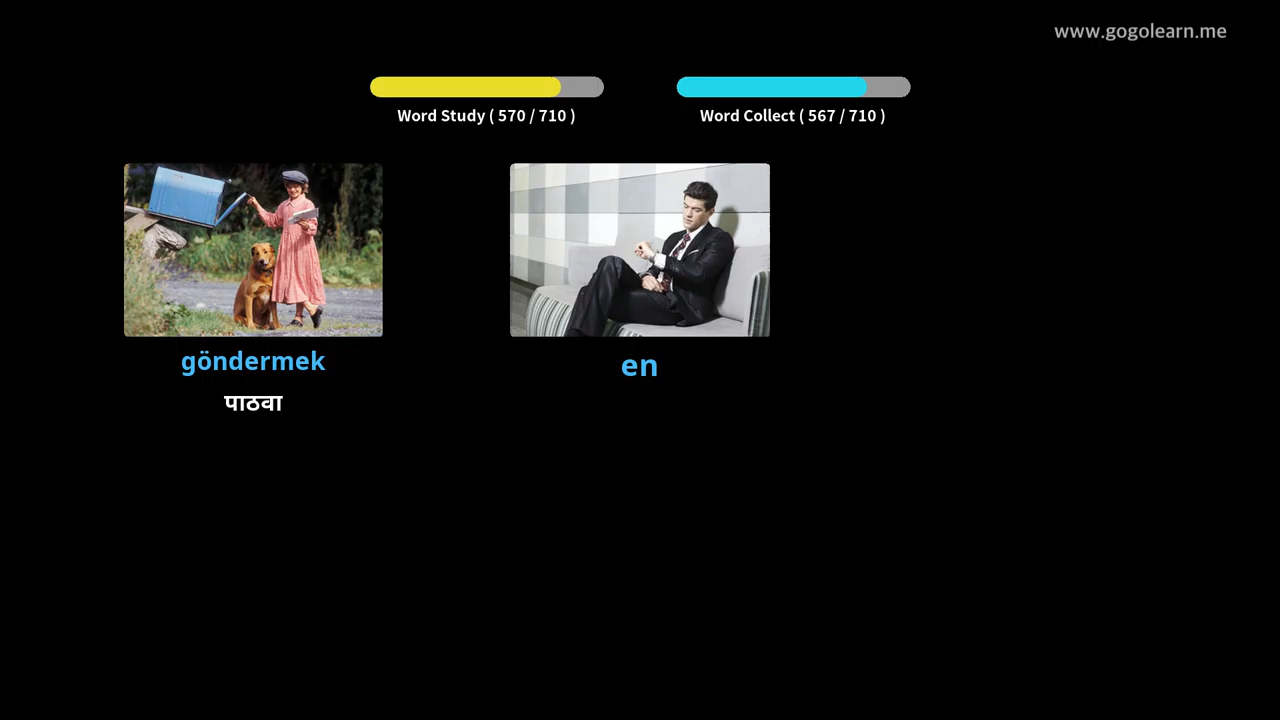 www.gogolearn.me
Word Study ( 570 / 710 )
Word Collect ( 567 / 710 )
göndermek
en
पाठवा